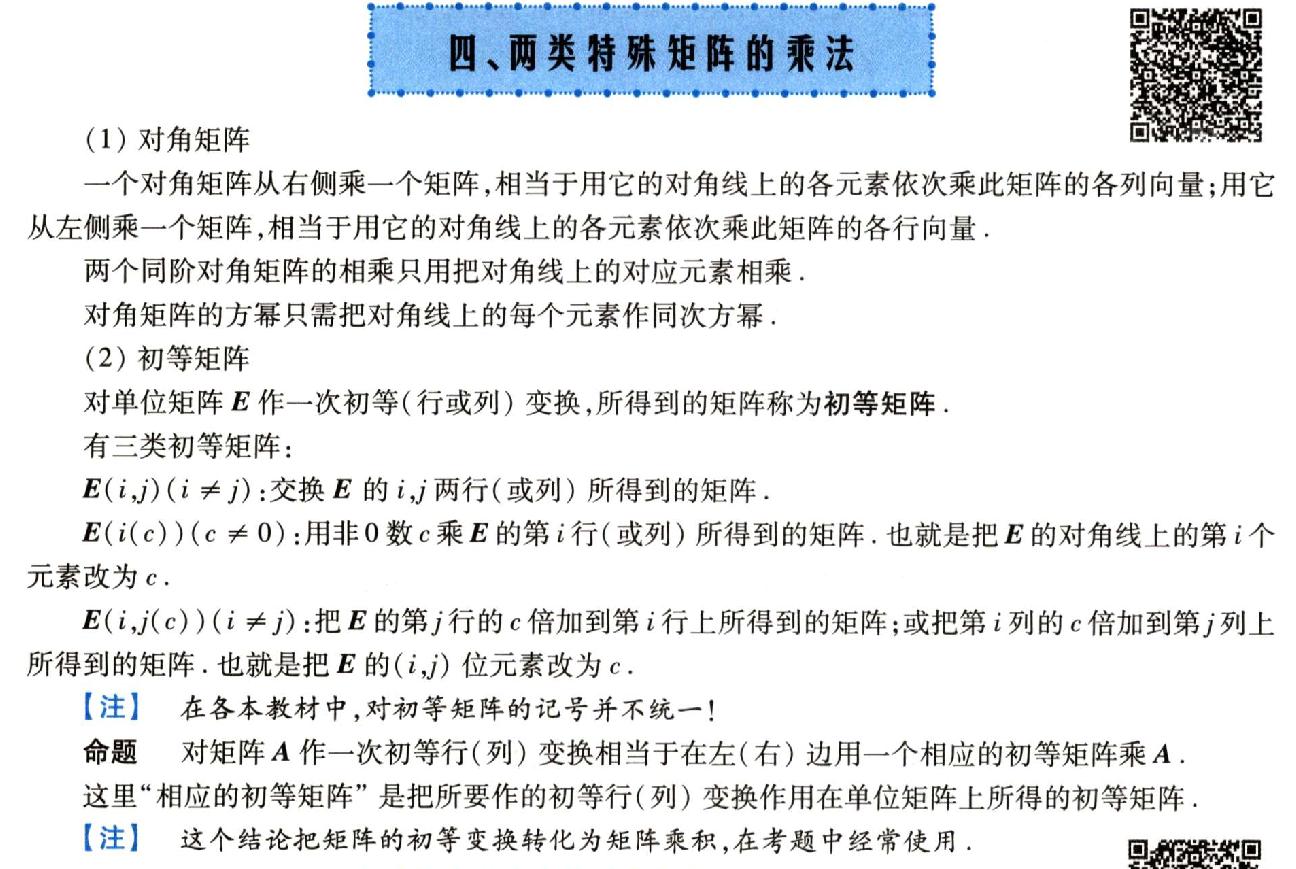 四、两类特殊矩阵的乘法
(1) 对角矩阵
一个对角矩阵从右侧乘一个矩阵,相当于用它的对角线上的各元素依次乘此矩阵的各列向量;用它
从左侧乘一个矩阵,相当于用它的对角线上的各元素依次乘此矩阵的各行向量.
两个同阶对角矩阵的相乘只用把对角线上的对应元素相乘.
对角矩阵的方幂只需把对角线上的每个元素作同次方幂.
(2) 初等矩阵
对单位矩阵 E 作一次初等(行或列) 变换,所得到的矩阵称为初等矩阵.
有三类初等矩阵:
E(i,j)(i ≠ j):交换 E 的 i,j 两行(或列) 所得到的矩阵.
E(i(c))(c ≠ 0):用非 0 数 c 乘 E 的第 i 行(或列) 所得到的矩阵.也就是把 E 的对角线上的第 i 个
元素改为 c.
E(i,j(c))(i ≠ j):把 E 的第 j 行的 c 倍加到第 i 行上所得到的矩阵;或把第 i 列的 c 倍加到第 j 列上
所得到的矩阵.也就是把 E 的(i,j) 位元素改为 c.
【注】 在各本教材中,对初等矩阵的记号并不统一!
命题 对矩阵 A 作一次初等行(列) 变换相当于在左(右) 边用一个相应的初等矩阵乘 A.
这里“相应的初等矩阵” 是把所要作的初等行(列) 变换作用在单位矩阵上所得的初等矩阵.
【注】 这个结论把矩阵的初等变换转化为矩阵乘积,在考题中经常使用.